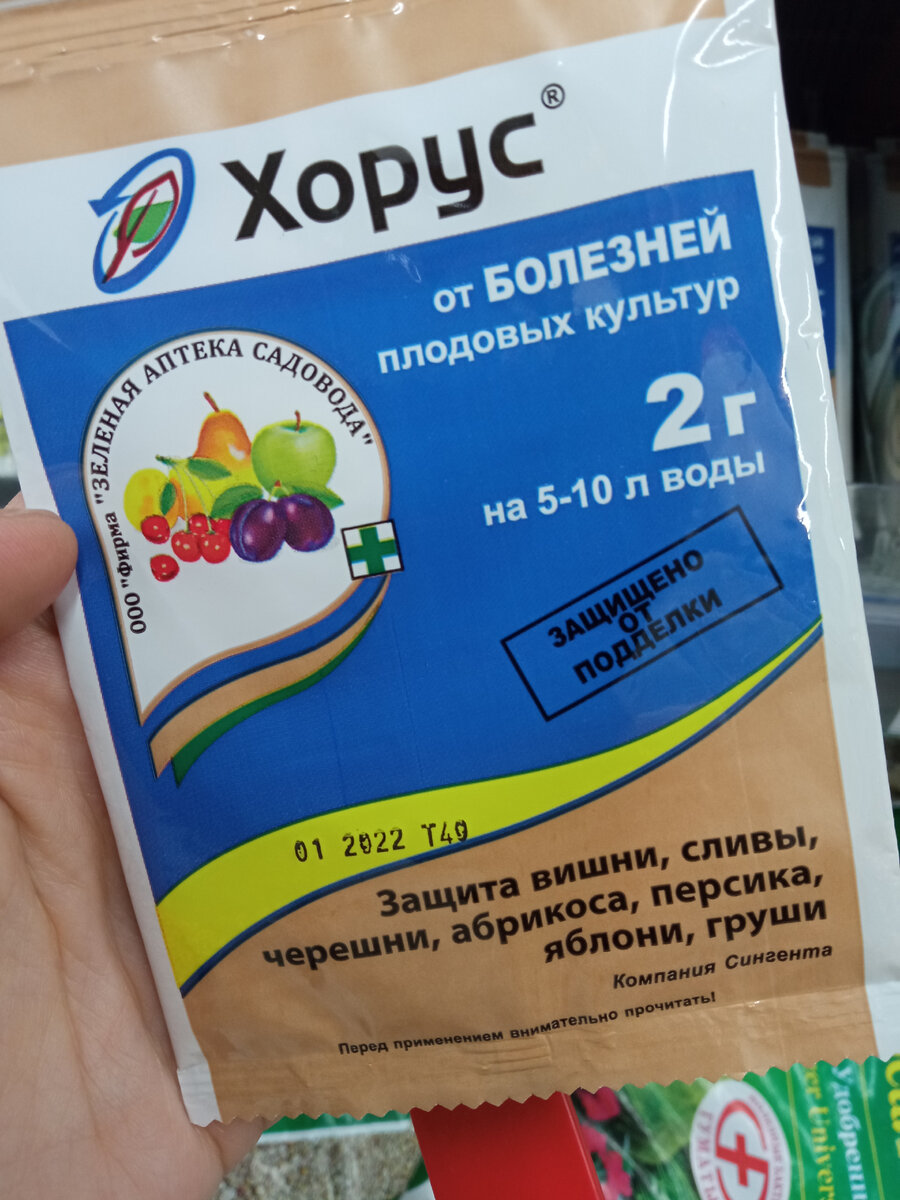 Хорус®
от БОЛЕЗНЕЙ
плодовых культур
2 г
на 5-10 л воды
ООО "Фирма "ЗЕЛЕНАЯ АПТЕКА САДОВОДА"
ЗАЩИЩЕНО
ОТ
ПОДДЕЛКИ
01 2022 T49
Защита вишни, сливы,
черешни, абрикоса, персика,
яблони, груши
Компания Сингента
Перед применением внимательно прочитать!